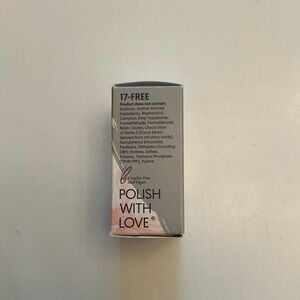 17-FREE
Product does not contain:
Acetone, Animal-Derived
Ingredients, Bisphenol A,
Camphor, Ethyl Tosylamide,
Formaldehyde, Formaldehyde
Resin, Gluten, Glycol Ether
of Series E [Glycol ethers
derived from ethylene oxide],
Nonylphenol Ethoxylate,
Parabens, Phthalates (including
DBP), Styrene, Sulfate,
Toluene, Triphenyl Phosphate
(TPHP/TPP), Xylene
Cruelty Free
and Vegan
POLISH
WITH
LOVE®